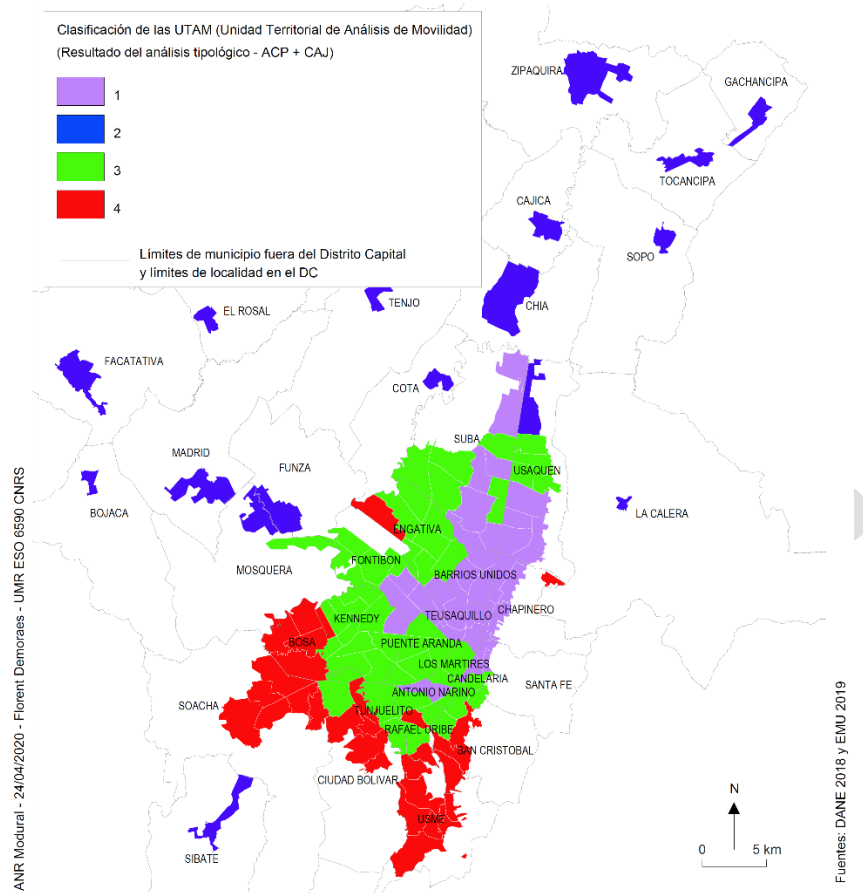 Clasificación de las UTAM (Unidad Territorial de Análisis de Movilidad)
(Resultado del análisis tipológico - ACP + CAJ)
1
2
3
4
Límites de municipio fuera del Distrito Capital
y límites de localidad en el DC
ZIPAQUIRA
GACHANCIPA
TOCANCIPA
CAJICA
SOPO
CHIA
TENJO
EL ROSAL
FACATATIVA
COTA
SUBA
USAQUEN
MADRID
FUNZA
BOJACA
LA CALERA
ENGATIVA
MOSQUERA
FONTIBON
BARRIOS UNIDOS
CHAPINERO
TEUSAQUILLO
KENNEDY
BOSA
PUENTE ARANDA
LOS MARTIRES
CANDELARIA
SANTA FE
ANTONIO NARINO
SOACHA
TUNJUELITO
RAFAEL URIBE
SAN CRISTOBAL
CIUDAD BOLIVAR
USME
SIBATE
N
0 5 km
ANR Modural - 24/04/2020 - Florent Demoraes - UMR ESO 6590 CNRS
Fuentes: DANE 2018 y EMU 2019